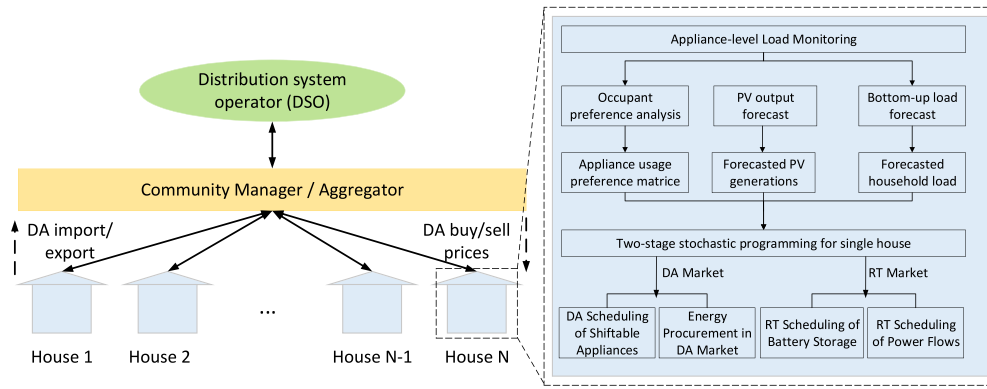 Distribution system
operator (DSO)
Community Manager / Aggregator
DA import/
export
DA buy/sell
prices
...
House 1
House 2
House N-1
House N
Appliance-level Load Monitoring
Occupant
preference analysis
PV output
forecast
Bottom-up load
forecast
Appliance usage
preference matrice
Forecasted PV
generations
Forecasted
household load
Two-stage stochastic programming for single house
DA Market
RT Market
DA Scheduling
of Shiftable
Appliances
Energy
Procurement in
DA Market
RT Scheduling of
Battery Storage
RT Scheduling
of Power Flows